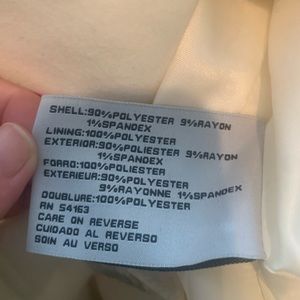 SHELL:90%POLYESTER 9%RAYON
1%SPANDEX
LINING:100%POLYESTER
EXTERIOR:90%POLIESTER 9%RAYON
1%SPANDEX
FORRO:100%POLIESTER
EXTERIEUR:90%POLYESTER
9%RAYONNE 1%SPANDEX
DOUBLURE:100%POLYESTER
RN 54163
CARE ON REVERSE
CUIDADO AL REVERSO
SOIN AU VERSO